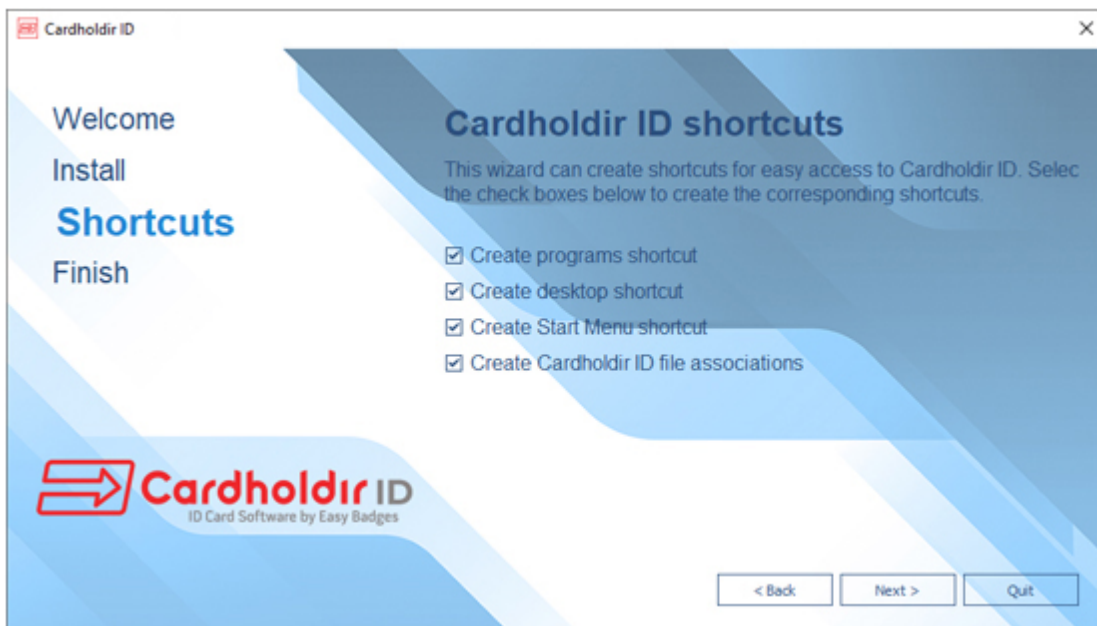 Cardholdir ID
Welcome
Install
Shortcuts
Finish
Cardholdir ID shortcuts
This wizard can create shortcuts for easy access to Cardholdir ID. Selec
the check boxes below to create the corresponding shortcuts.
Create programs shortcut
Create desktop shortcut
Create Start Menu shortcut
Create Cardholdir ID file associations
Cardholdir ID
ID Card Software by Easy Badges
< Back
Next >
Quit